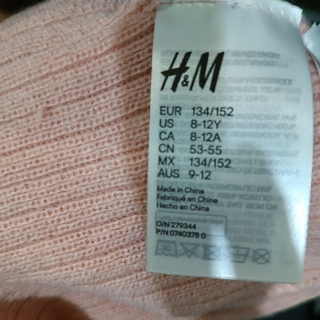 H&M
EUR 134/152
US 8-12Y
CA 8-12A
CN 53-55
MX 134/152
AUS 9-12
Made in China
Fabriqué en China
Hecho en China
O/N 279344
P/N 0740378 0